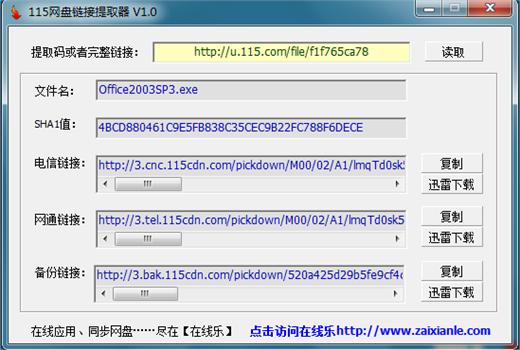 115网盘链接提取器 V1.0
提取码或者完整链接： http://u.115.com/file/f1f765ca78 读取
文件名： Office2003SP3.exe
SHA1值： 4BCD880461C9E5FB838C35CEC9B22FC788F6DECE
电信链接： http://3.cnc.115cdn.com/pickdown/M00/02/A1/lmqTd0sk5 复制
迅雷下载
网通链接： http://3.tel.115cdn.com/pickdown/M00/02/A1/lmqTd0sk5 复制
迅雷下载
备份链接： http://3.bak.115cdn.com/pickdown/520a425d29b5fe9cf4c 复制
迅雷下载
在线应用、同步网盘……尽在【在线乐】 点击访问在线乐http://www.zaixianle.com